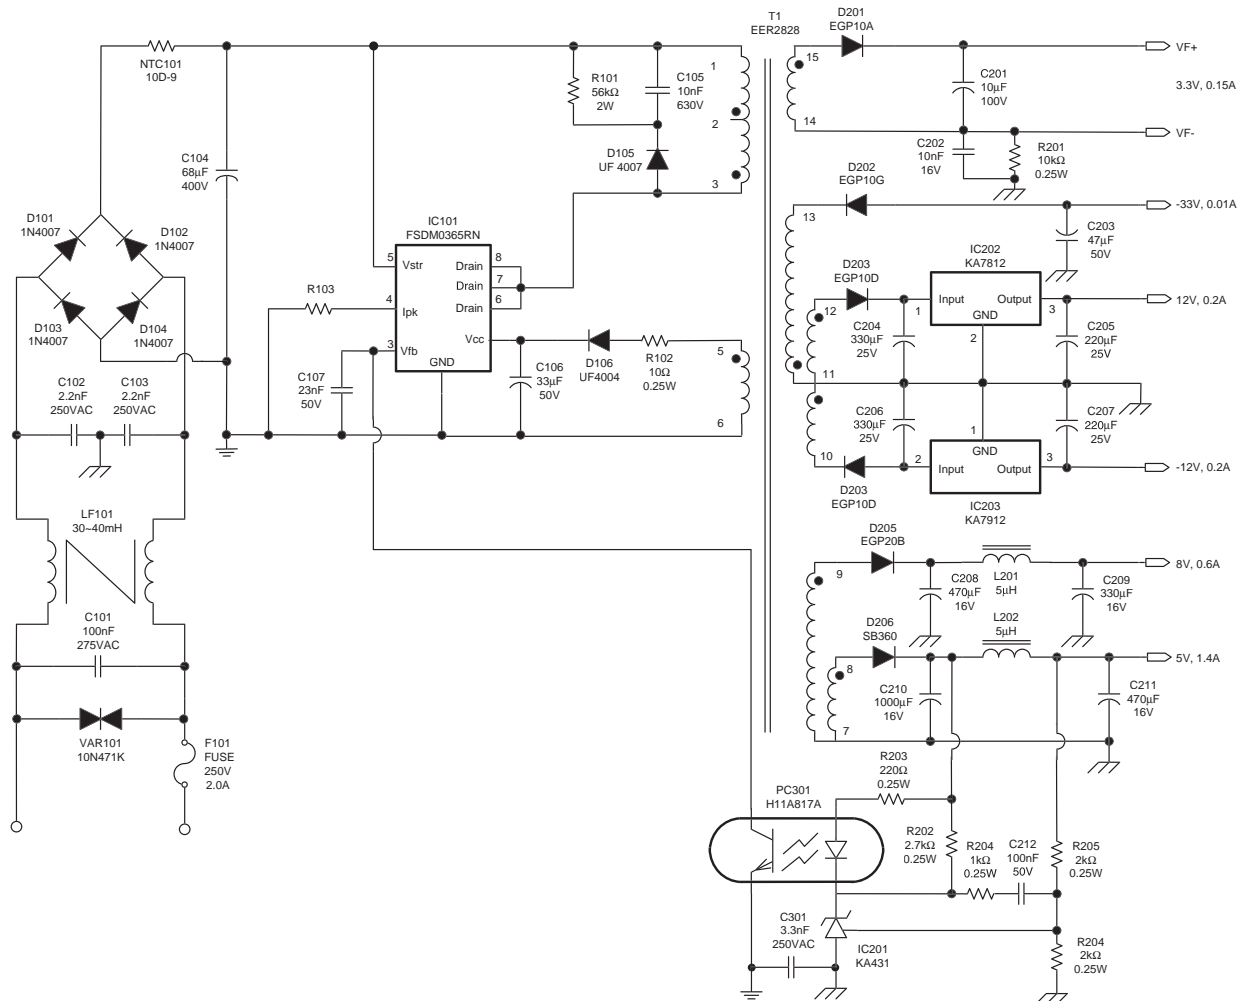 T1
EER2828
D201
EGP10A
VF+
3.3V, 0.15A
VF-
NTC101
10D-9
1
2
3
15
14
R101
56kΩ
2W
C105
10nF
630V
D105
UF 4007
C201
10μF
100V
C202
10nF
16V
R201
10kΩ
0.25W
C104
68μF
400V
D101
1N4007
D102
1N4007
D103
1N4007
D104
1N4007
IC101
FSDM0365RN
5
Vstr
Drain
8
Drain
7
Drain
6
4
Ipk
Vcc
3
Vfb
GND
R103
C107
23nF
50V
C106
33μF
50V
D106
UF4004
R102
10Ω
0.25W
5
6
D202
EGP10G
13
-33V, 0.01A
C203
47μF
50V
D203
EGP10D
12
11
10
C204
330μF
25V
IC202
KA7812
1
Input
Output
GND
3
2
12V, 0.2A
C205
220μF
25V
C206
330μF
25V
C207
220μF
25V
1
GND
2
Input
Output
3
-12V, 0.2A
D203
EGP10D
IC203
KA7912
C102
2.2nF
250VAC
C103
2.2nF
250VAC
LF101
30~40mH
C101
100nF
275VAC
VAR101
10N471K
F101
FUSE
250V
2.0A
D205
EGP20B
9
C208
470μF
16V
L201
5μH
C209
330μF
16V
8V, 0.6A
D206
SB360
8
7
L202
5μH
C210
1000μF
16V
C211
470μF
16V
5V, 1.4A
R203
220Ω
0.25W
PC301
H11A817A
R202
2.7kΩ
0.25W
R204
1kΩ
0.25W
C212
100nF
50V
R205
2kΩ
0.25W
C301
3.3nF
250VAC
IC201
KA431
R204
2kΩ
0.25W